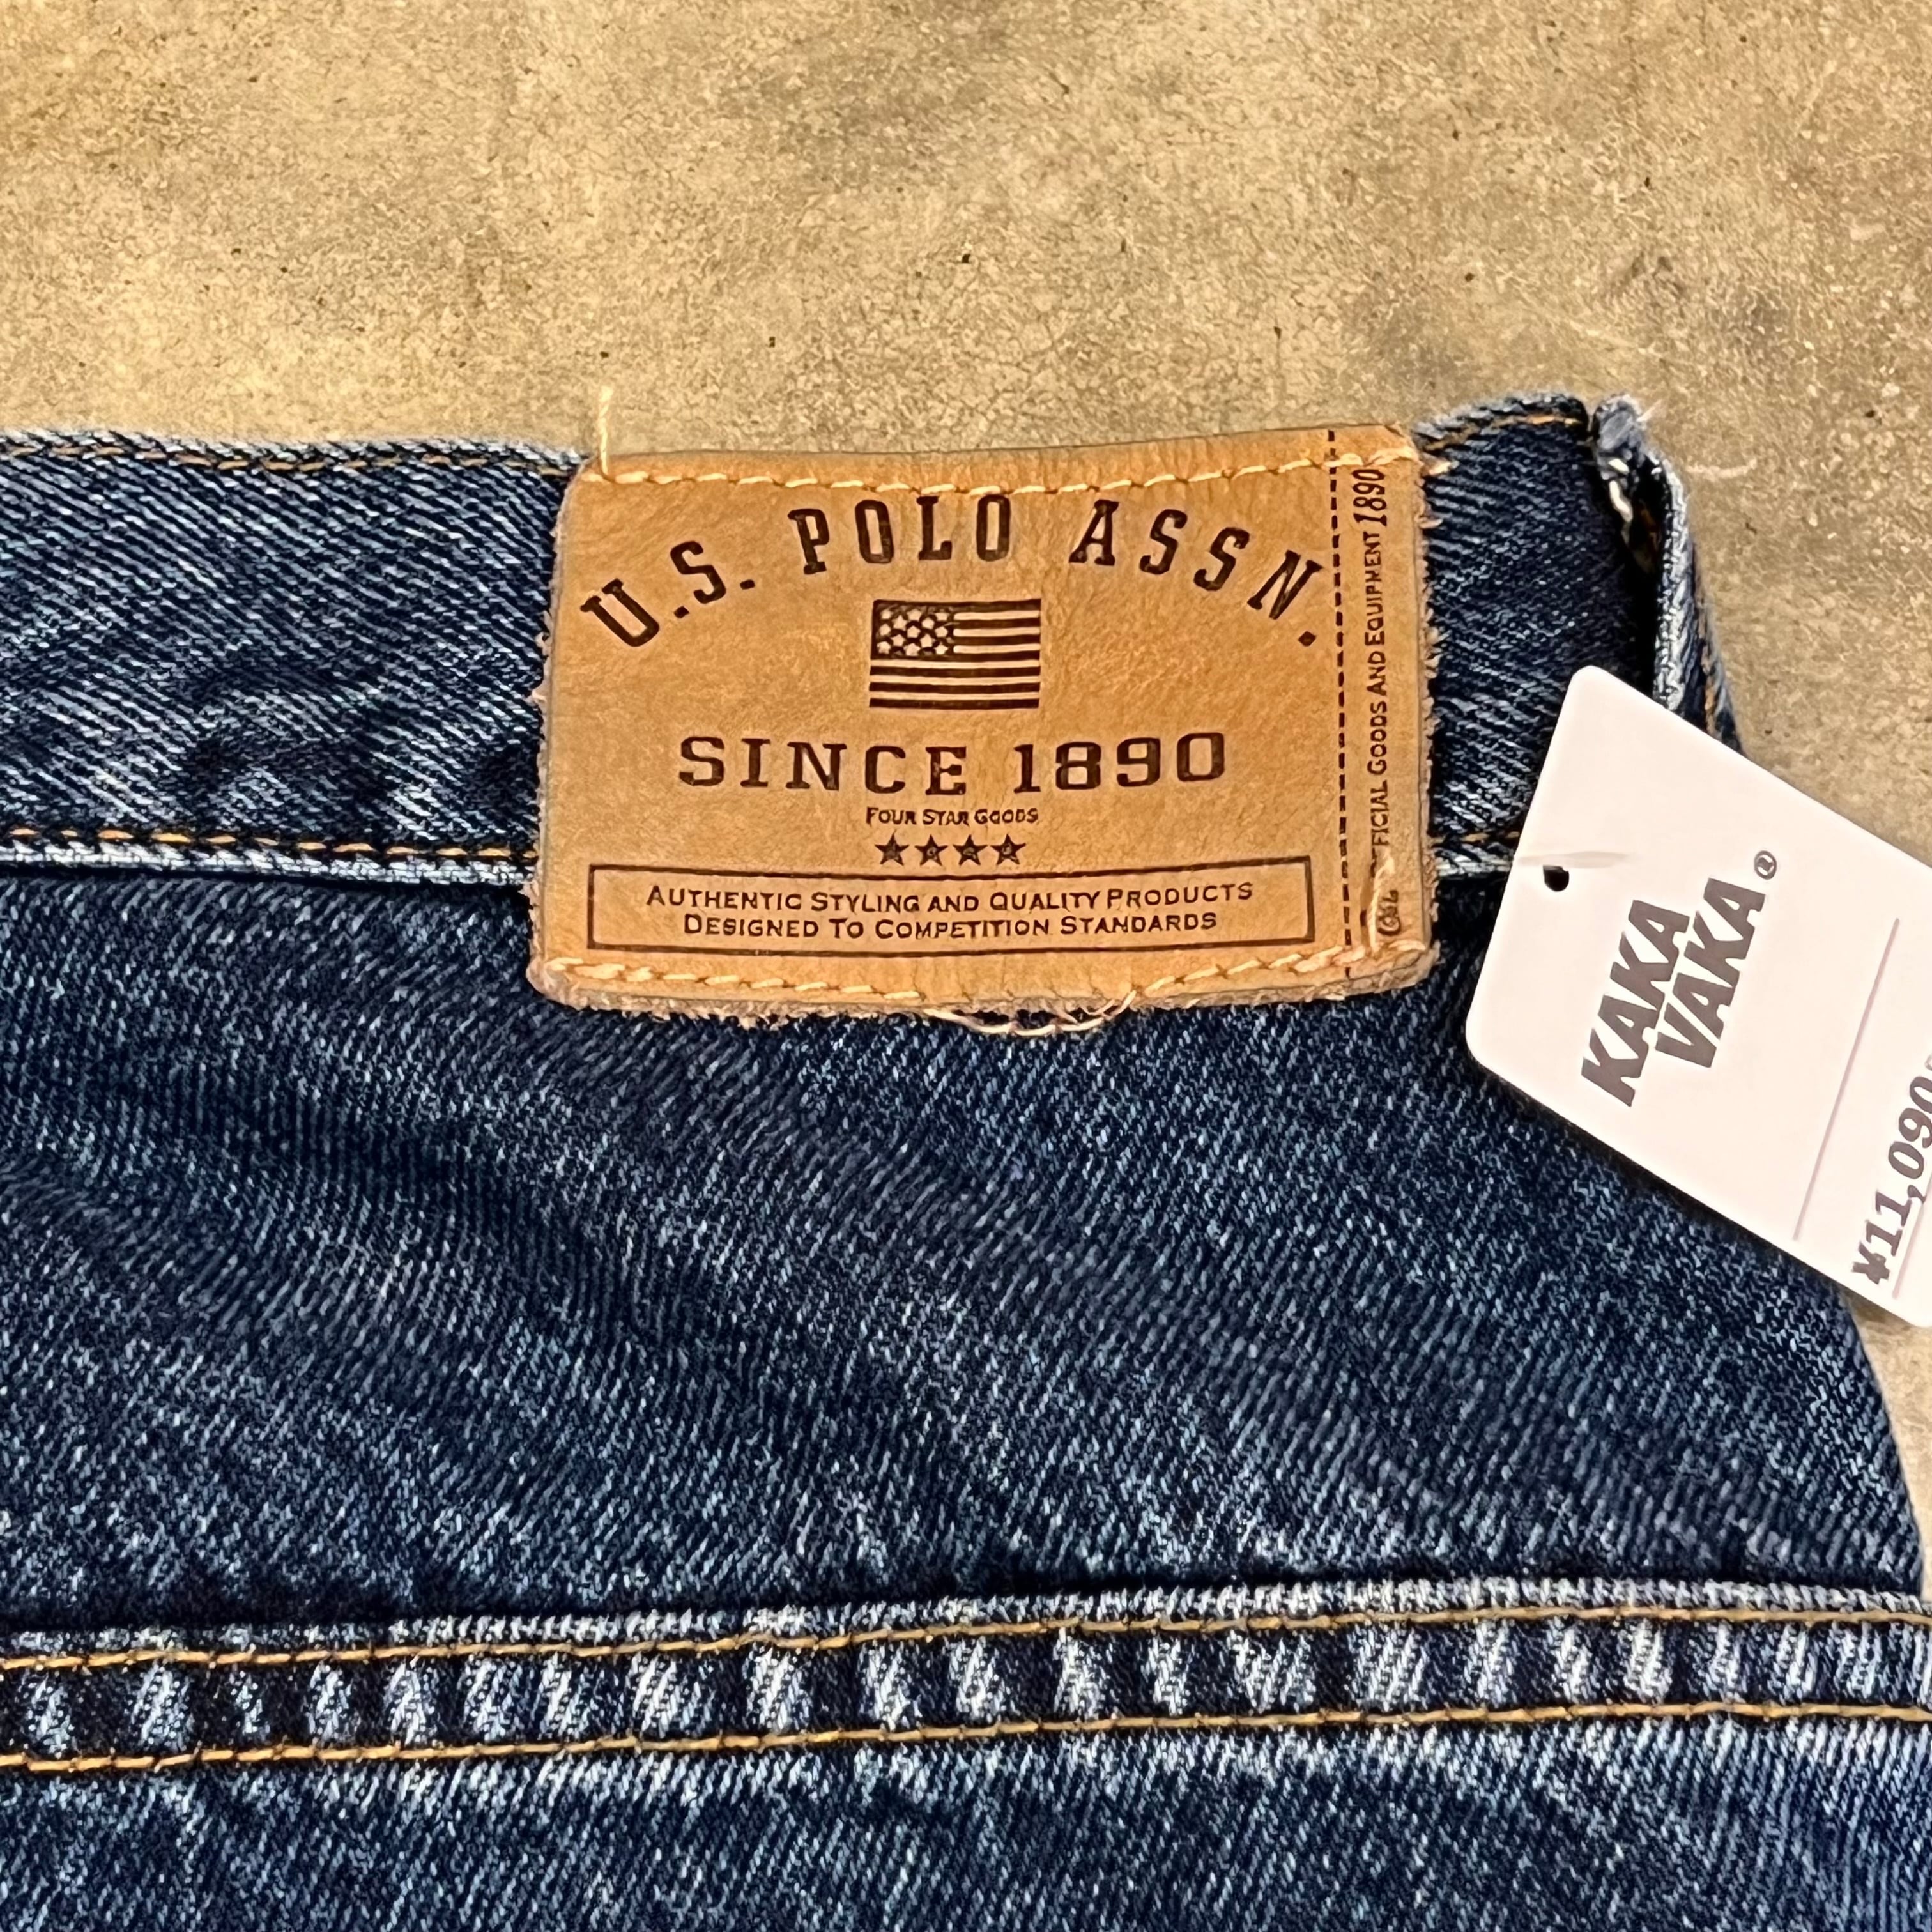 U.S. POLO ASSN.
SINCE 1890
FOUR STAR GOODS
AUTHENTIC STYLING AND QUALITY PRODUCTS
DESIGNED TO COMPETITION STANDARDS
GOODS AND EQUIPMENT 1890
KAKA
VAKA®
¥11,090